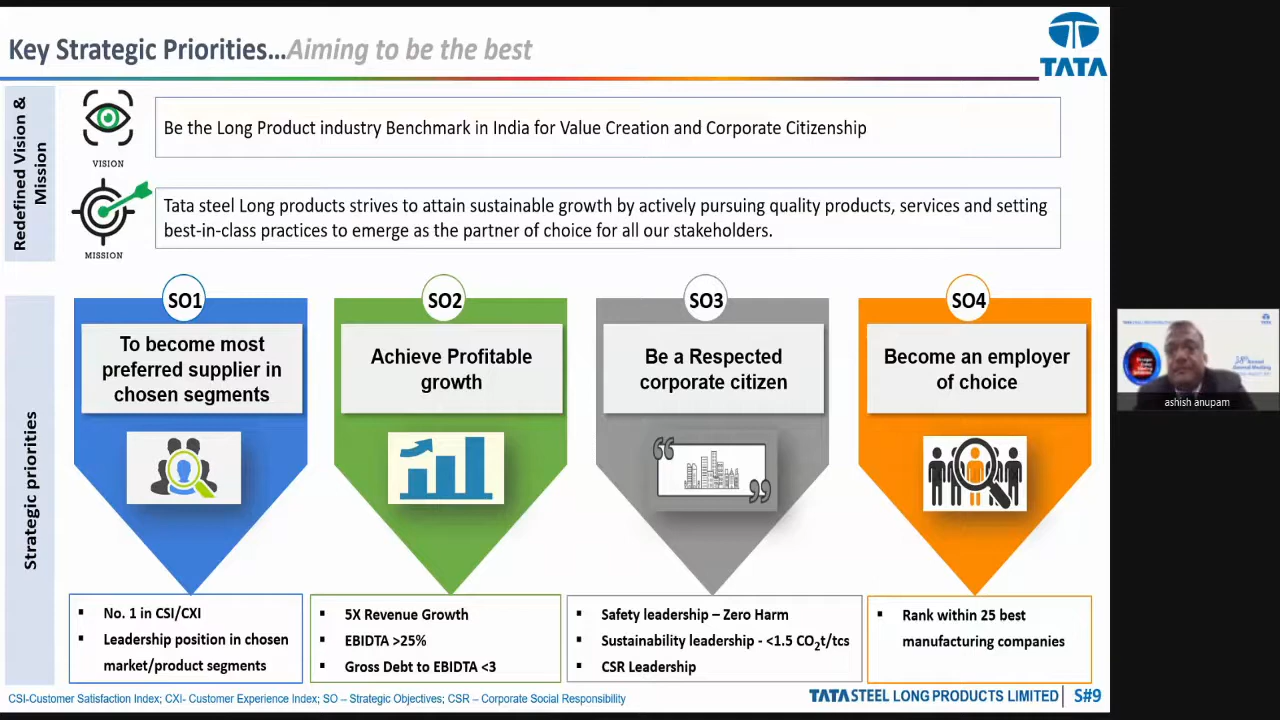 Key Strategic Priorities...Aiming to be the best
TATA
Redefined Vision &
Mission
VISION
Be the Long Product industry Benchmark in India for Value Creation and Corporate Citizenship
MISSION
Tata steel Long products strives to attain sustainable growth by actively pursuing quality products, services and setting
best-in-class practices to emerge as the partner of choice for all our stakeholders.
Strategic priorities
SO1
To become most
preferred supplier in
chosen segments
▪ No. 1 in CSI/CXI
▪ Leadership position in chosen
market/product segments
SO2
Achieve Profitable
growth
▪ 5X Revenue Growth
▪ EBIDTA >25%
▪ Gross Debt to EBIDTA <3
SO3
Be a Respected
corporate citizen
▪ Safety leadership – Zero Harm
▪ Sustainability leadership - <1.5 CO₂t/tcs
▪ CSR Leadership
SO4
Become an employer
of choice
▪ Rank within 25 best
manufacturing companies
CSI-Customer Satisfaction Index; CXI- Customer Experience Index; SO – Strategic Objectives; CSR – Corporate Social Responsibility
TATA STEEL LONG PRODUCTS LIMITED | S#9
ashish anupam